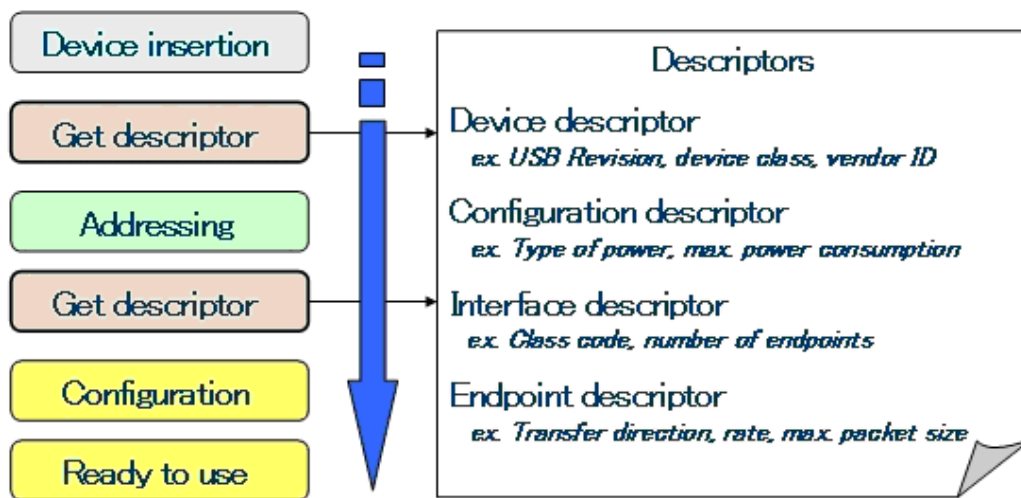 Device insertion
Get descriptor
Addressing
Get descriptor
Configuration
Ready to use
Descriptors
Device descriptor
ex. USB Revision, device class, vendor ID
Configuration descriptor
ex. Type of power, max. power consumption
Interface descriptor
ex. Class code, number of endpoints
Endpoint descriptor
ex. Transfer direction, rate, max. packet size